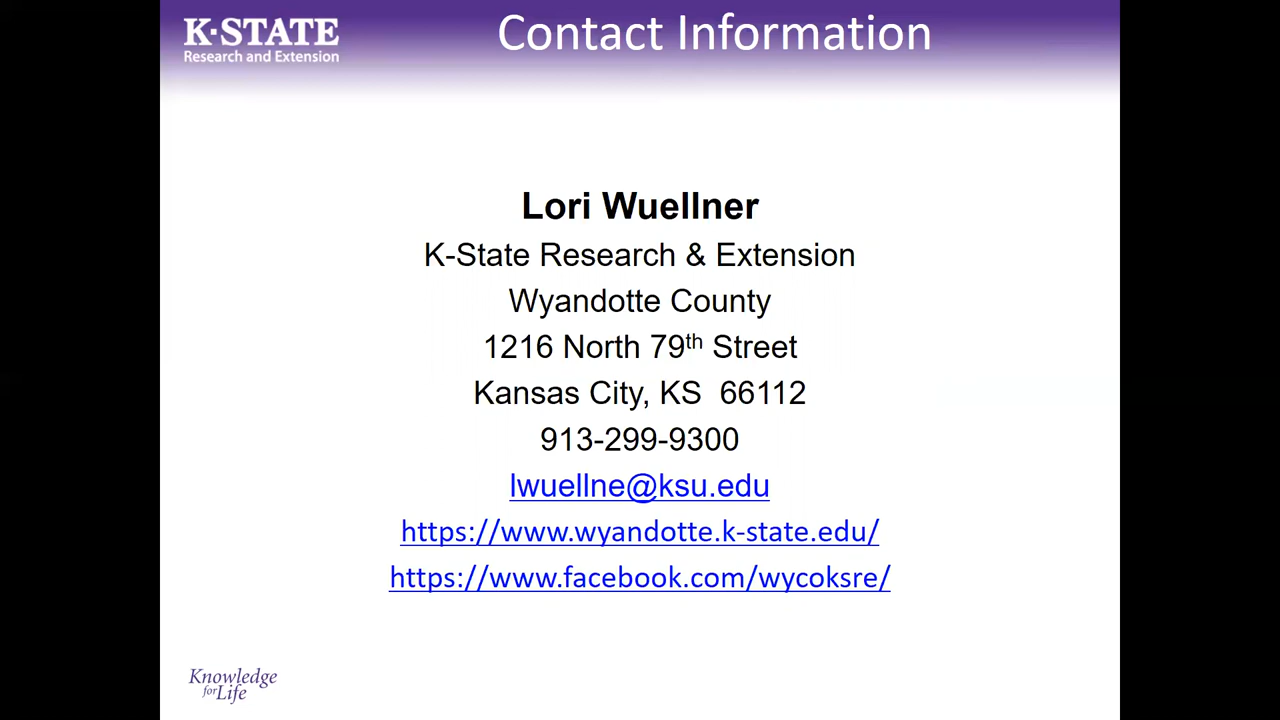 K-STATE
Research and Extension
Contact Information
Lori Wuellner
K-State Research & Extension
Wyandotte County
1216 North 79th Street
Kansas City, KS  66112
913-299-9300
lwuellne@ksu.edu
https://www.wyandotte.k-state.edu/
https://www.facebook.com/wycoksre/
Knowledge
for Life